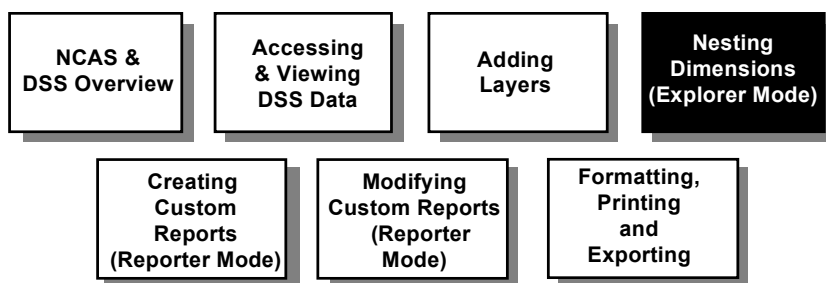 NCAS &
DSS Overview
Accessing
& Viewing
DSS Data
Adding
Layers
Nesting
Dimensions
(Explorer Mode)
Creating
Custom
Reports
(Reporter Mode)
Modifying
Custom Reports
(Reporter
Mode)
Formatting,
Printing
and
Exporting